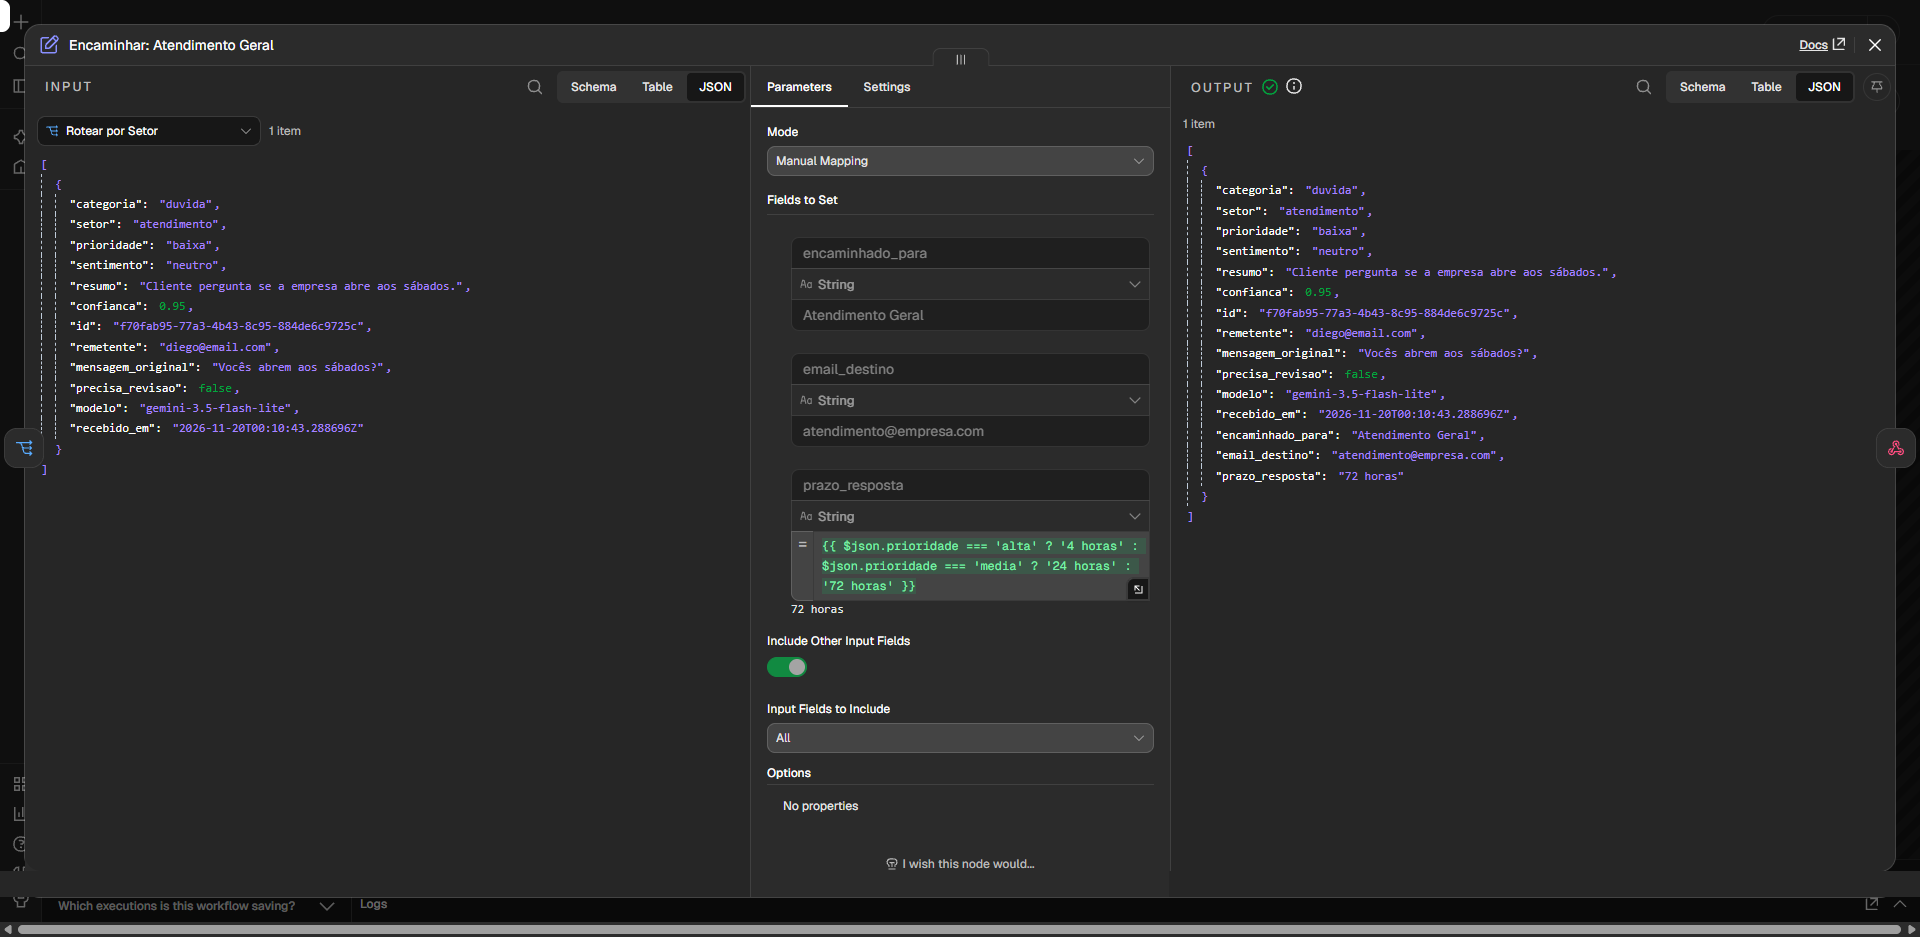 Encaminhar: Atendimento Geral
Docs
INPUT
Schema
Table
JSON
Rotear por Setor
1 item
[
{
"categoria": "duvida",
"setor": "atendimento",
"prioridade": "baixa",
"sentimento": "neutro",
"resumo": "Cliente pergunta se a empresa abre aos sábados.",
"confianca": 0.95,
"id": "f70fab95-77a3-4b43-8c95-884de6c9725c",
"remetente": "diego@email.com",
"mensagem_original": "Vocês abrem aos sábados?",
"precisa_revisao": false,
"modelo": "gemini-3.5-flash-lite",
"recebido_em": "2026-11-20T00:10:43.288696Z"
}
]
Parameters
Settings
Mode
Manual Mapping
Fields to Set
encaminhado_para
Aa String
Atendimento Geral
email_destino
Aa String
atendimento@empresa.com
prazo_resposta
Aa String
= {{ $json.prioridade === 'alta' ? '4 horas' :
$json.prioridade === 'media' ? '24 horas' :
'72 horas' }}
72 horas
Include Other Input Fields
Input Fields to Include
All
Options
No properties
I wish this node would...
OUTPUT
Schema
Table
JSON
1 item
[
{
"categoria": "duvida",
"setor": "atendimento",
"prioridade": "baixa",
"sentimento": "neutro",
"resumo": "Cliente pergunta se a empresa abre aos sábados.",
"confianca": 0.95,
"id": "f70fab95-77a3-4b43-8c95-884de6c9725c",
"remetente": "diego@email.com",
"mensagem_original": "Vocês abrem aos sábados?",
"precisa_revisao": false,
"modelo": "gemini-3.5-flash-lite",
"recebido_em": "2026-11-20T00:10:43.288696Z",
"encaminhado_para": "Atendimento Geral",
"email_destino": "atendimento@empresa.com",
"prazo_resposta": "72 horas"
}
]
Which executions is this workflow saving?
Logs